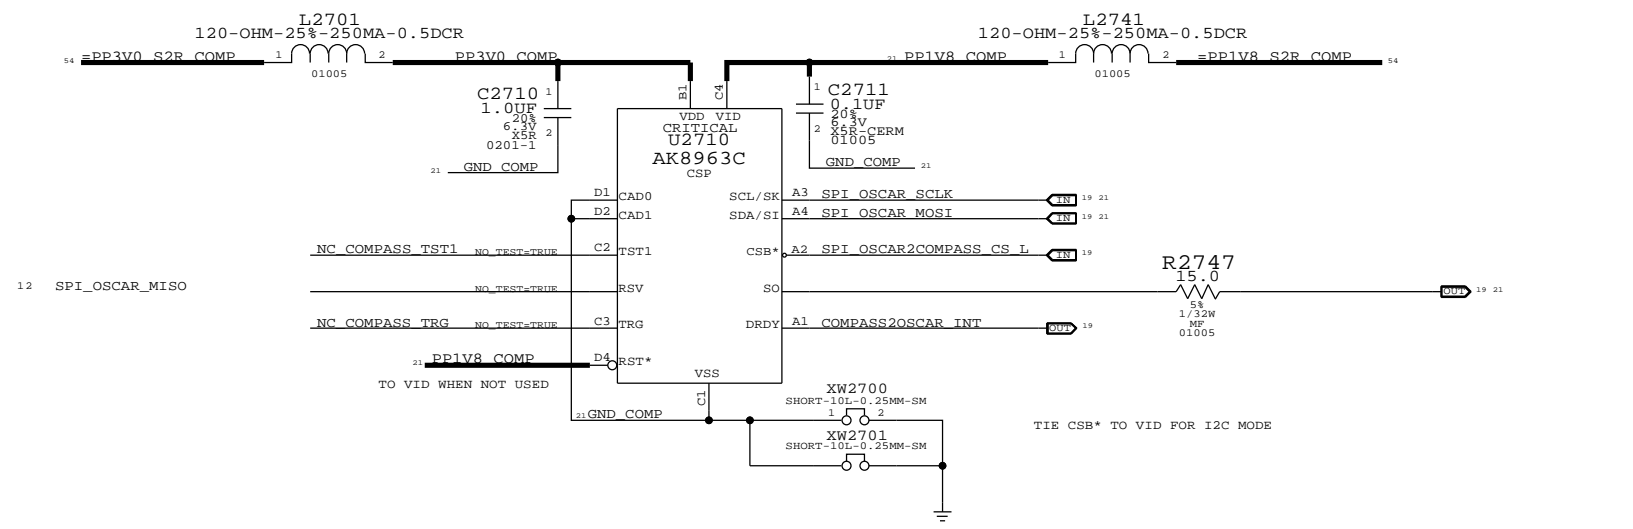 L2701
120-OHM-25%-250MA-0.5DCR
54 =PP3V0_S2R_COMP 1 2 PP3V0_COMP
01005
L2741
120-OHM-25%-250MA-0.5DCR
21 PP1V8_COMP 1 2 =PP1V8_S2R_COMP 54
01005
C2710 1
1.0UF
20%
6.3V
X5R 2
0201-1
21 GND_COMP
B1 C4
1 C2711
0.1UF
20%
6.3V
2 X5R-CERM
01005
GND_COMP 21
VDD VID
CRITICAL
U2710
AK8963C
CSP
D1 CAD0
D2 CAD1
NC_COMPASS_TST1 NO_TEST=TRUE C2 TST1
12 SPI_OSCAR_MISO
NO_TEST=TRUE RSV
NC_COMPASS_TRG NO_TEST=TRUE C3 TRG
21 PP1V8_COMP D4 RST*
TO VID WHEN NOT USED
SCL/SK A3 SPI_OSCAR_SCLK IN 19 21
SDA/SI A4 SPI_OSCAR_MOSI IN 19 21
CSB* A2 SPI_OSCAR2COMPASS_CS_L IN 19
SO
R2747
15.0
5%
1/32W
MF
01005
OUT 19 21
DRDY A1 COMPASS2OSCAR_INT OUT 19
VSS
C1
21 GND_COMP
XW2700
SHORT-10L-0.25MM-SM
1 2
XW2701
SHORT-10L-0.25MM-SM
TIE CSB* TO VID FOR I2C MODE